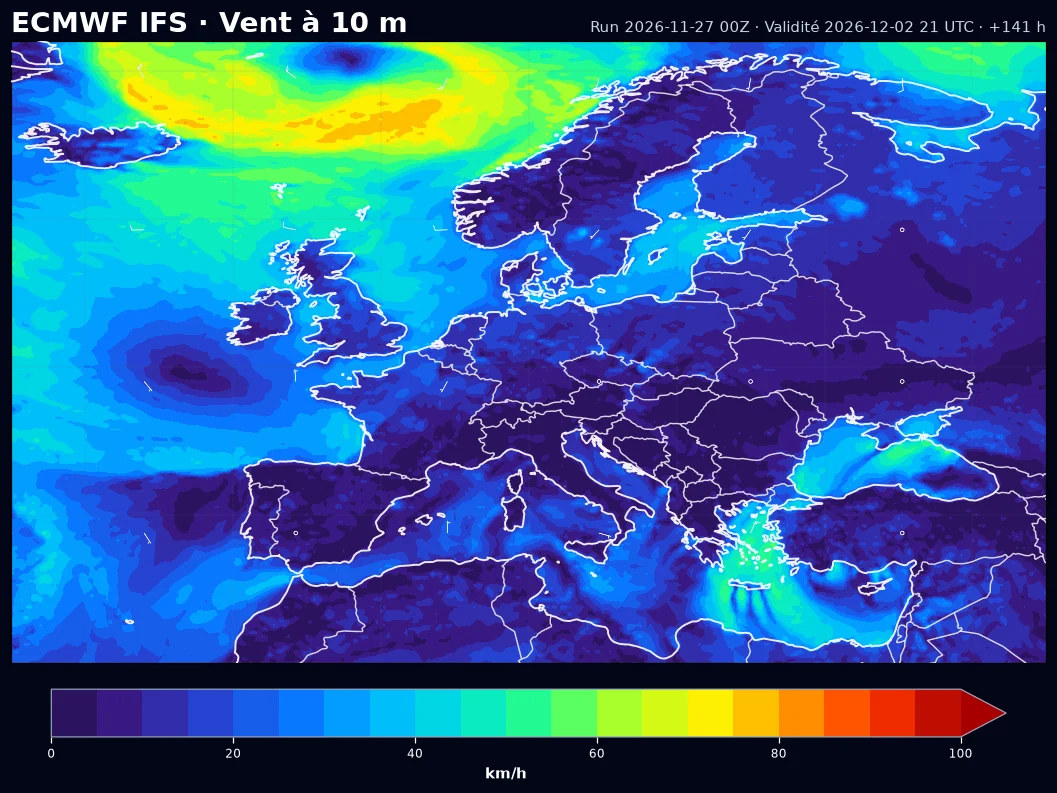 ECMWF IFS · Vent à 10 m
Run 2026-11-27 00Z · Validité 2026-12-02 21 UTC · +141 h
0 20 40 60 80 100
km/h